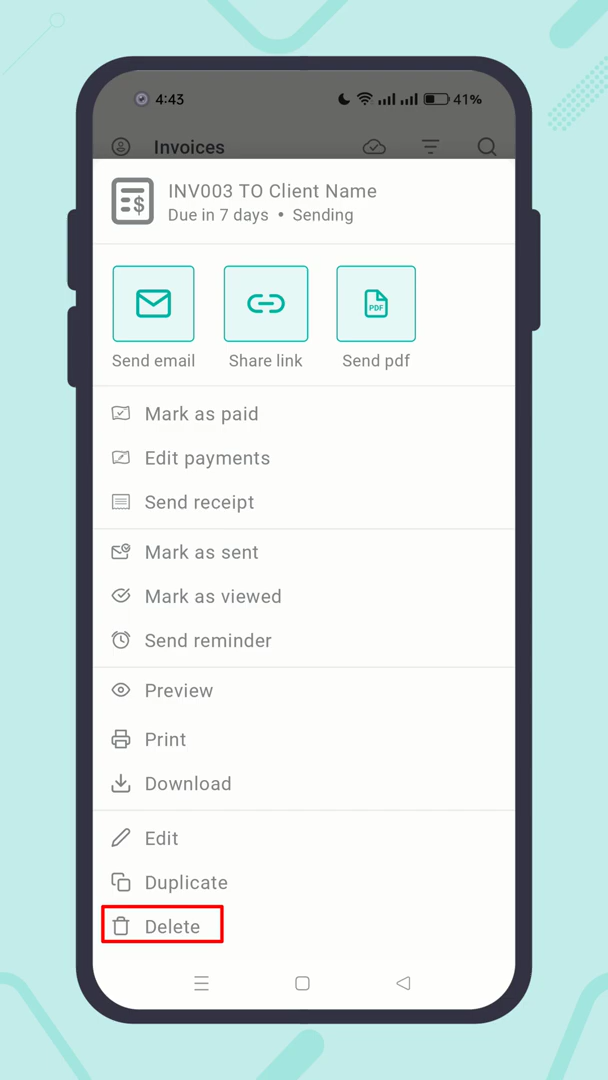 4:43
41%
Invoices
INV003 TO Client Name
Due in 7 days • Sending
Send email
Share link
PDF
Send pdf
Mark as paid
Edit payments
Send receipt
Mark as sent
Mark as viewed
Send reminder
Preview
Print
Download
Edit
Duplicate
Delete